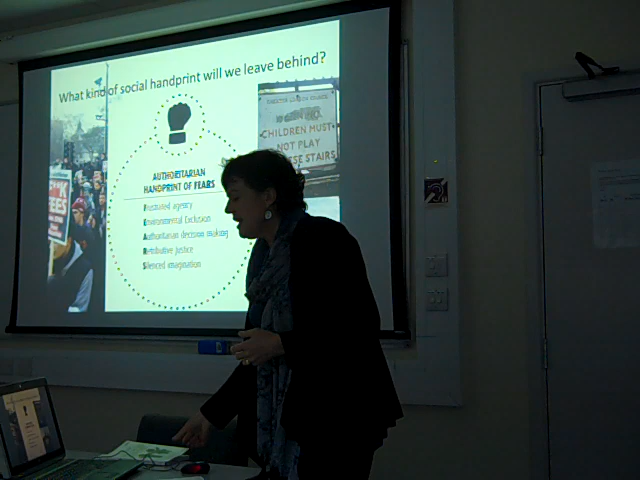 What kind of social handprint will we leave behind?
AUTHORITARIAN
HANDPRINT OF FEARS
Frustrated agency
Environmental Exclusion
Authoritarian decision making
Retributive Justice
Silenced imagination
CHILDREN MUST
NOT PLAY
STAIRS